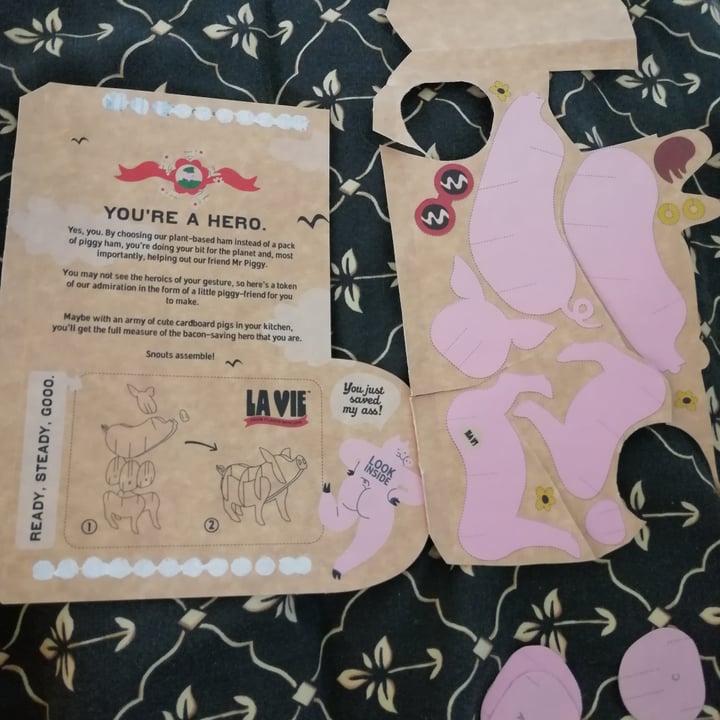 YOU'RE A HERO.
Yes, you. By choosing our plant-based ham instead of a pack
of piggy ham, you're doing your bit for the planet and, most
importantly, helping out our friend Mr Piggy.
You may not see the heroics of your gesture, so here's a token
of our admiration in the form of a little piggy-friend for you
to make.
Maybe with an army of cute cardboard pigs in your kitchen,
you'll get the full measure of the bacon-saving hero that you are.
Snouts assemble!
READY, STEADY, GOOO.
LA VIE
1
2
You just
saved
my ass!
LOOK
INSIDE